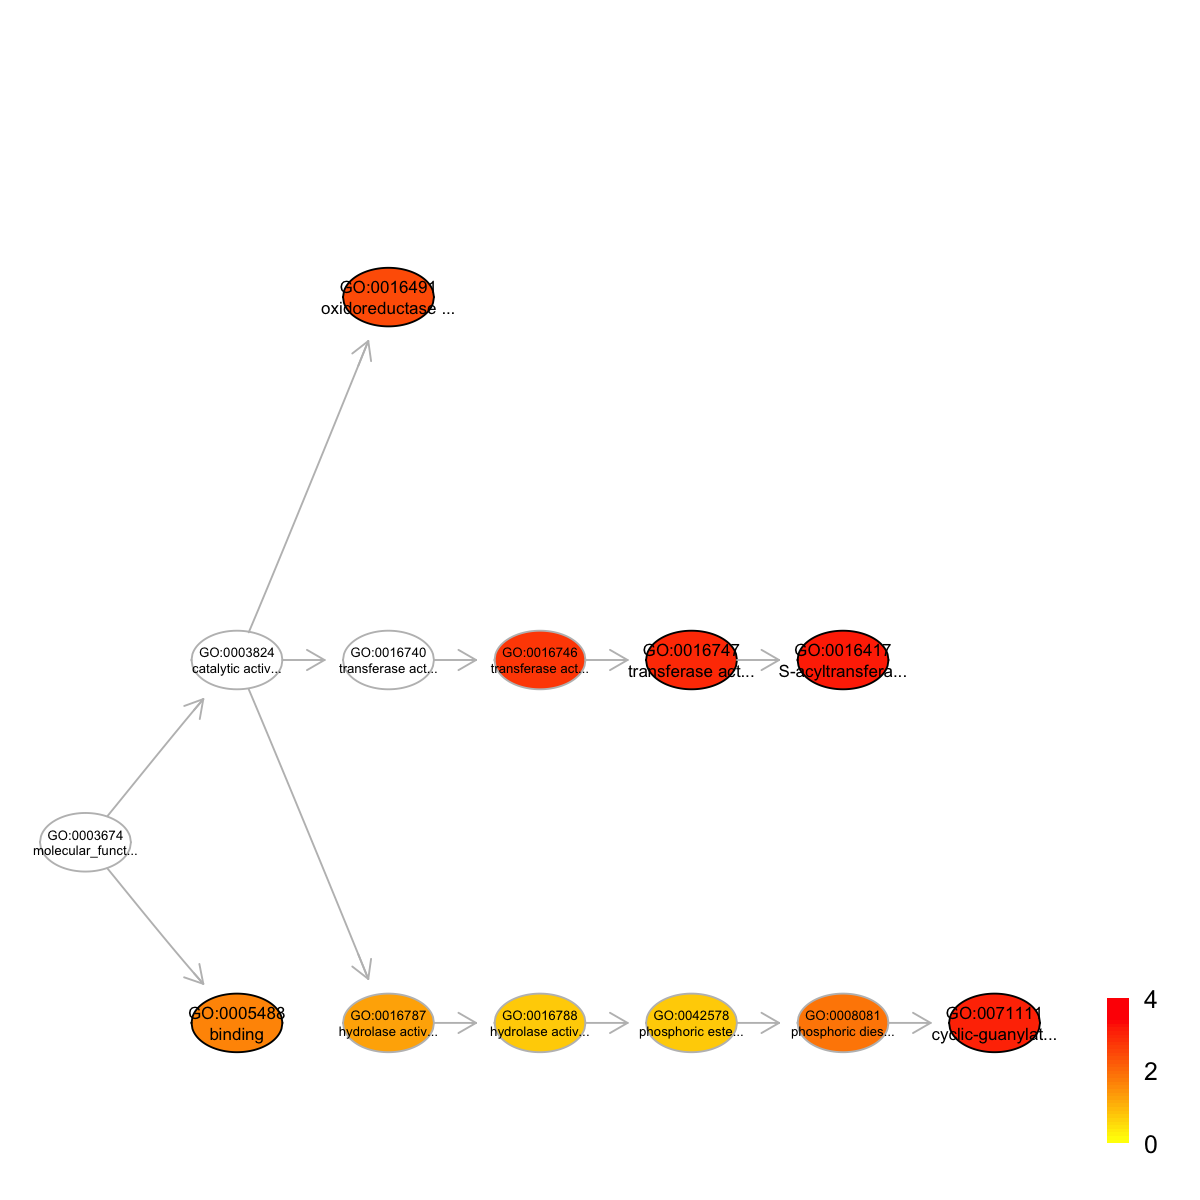 GO:0016491
oxidoreductase ...
GO:0003824
catalytic activ...
GO:0016740
transferase act...
GO:0016746
transferase act...
GO:0016747
transferase act...
GO:0016417
S-acyltransfera...
GO:0003674
molecular_funct...
GO:0005488
binding
GO:0016787
hydrolase activ...
GO:0016788
hydrolase activ...
GO:0042578
phosphoric este...
GO:0008081
phosphoric dies...
GO:0071111
cyclic-guanylat...
4
2
0